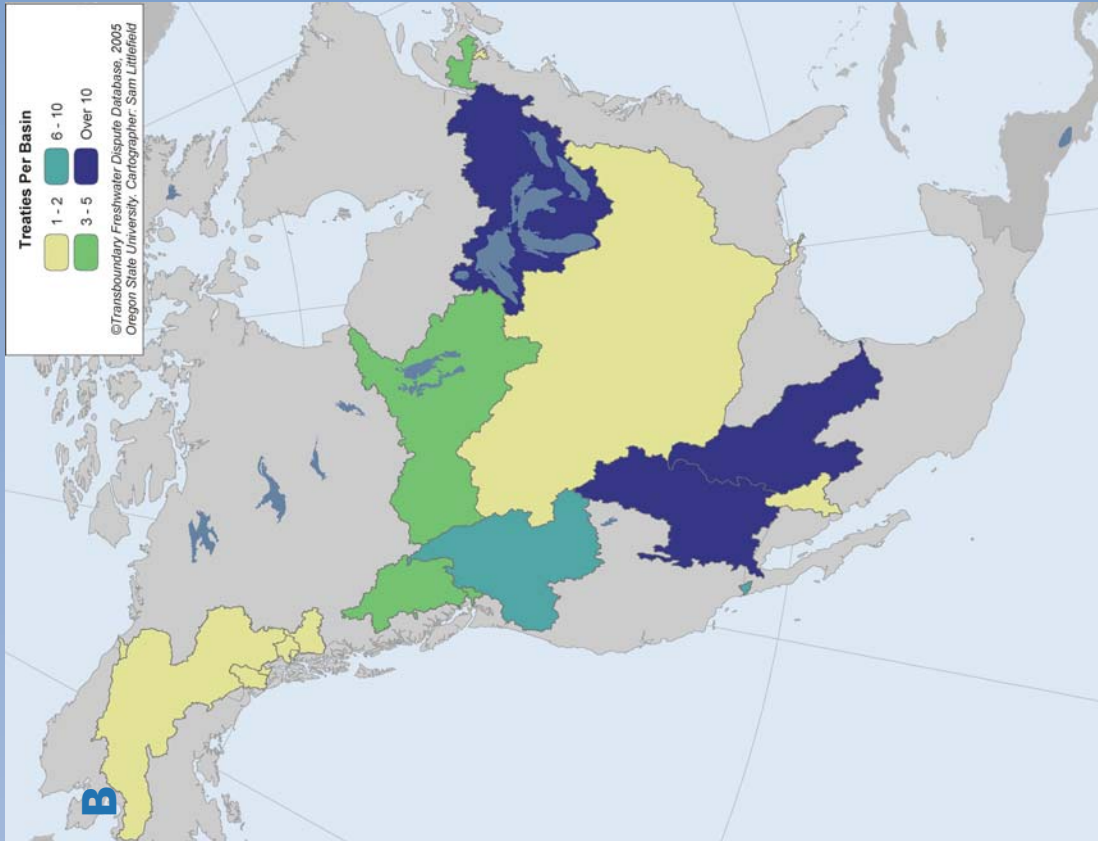 Treaties Per Basin
1 - 2
6 - 10
3 - 5
Over 10
©Transboundary Freshwater Dispute Database, 2005
Oregon State University. Cartographer: Sam Littlefield
B